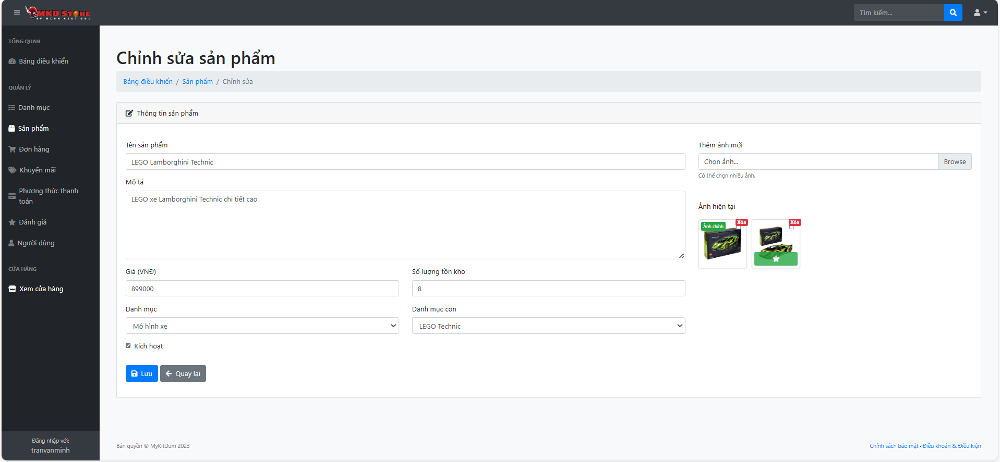 MKD STORE
BY MINH KIET DUC
Tìm kiếm...
TỔNG QUAN
Bảng điều khiển
QUẢN LÝ
Danh mục
Sản phẩm
Đơn hàng
Khuyến mãi
Phương thức thanh
toán
Đánh giá
Người dùng
CỬA HÀNG
Xem cửa hàng
Đăng nhập với:
tranvanminh
Chỉnh sửa sản phẩm
Bảng điều khiển / Sản phẩm / Chỉnh sửa
Thông tin sản phẩm
Tên sản phẩm
LEGO Lamborghini Technic
Mô tả
LEGO xe Lamborghini Technic chi tiết cao
Giá (VNĐ)
899000
Số lượng tồn kho
8
Danh mục
Mô hình xe
Danh mục con
LEGO Technic
Kích hoạt
Lưu
Quay lại
Thêm ảnh mới
Chọn ảnh... Browse
Có thể chọn nhiều ảnh.
Ảnh hiện tại
Ảnh chính
Xóa
Xóa
Bản quyền © MyKitDum 2023
Chính sách bảo mật · Điều khoản & Điều kiện